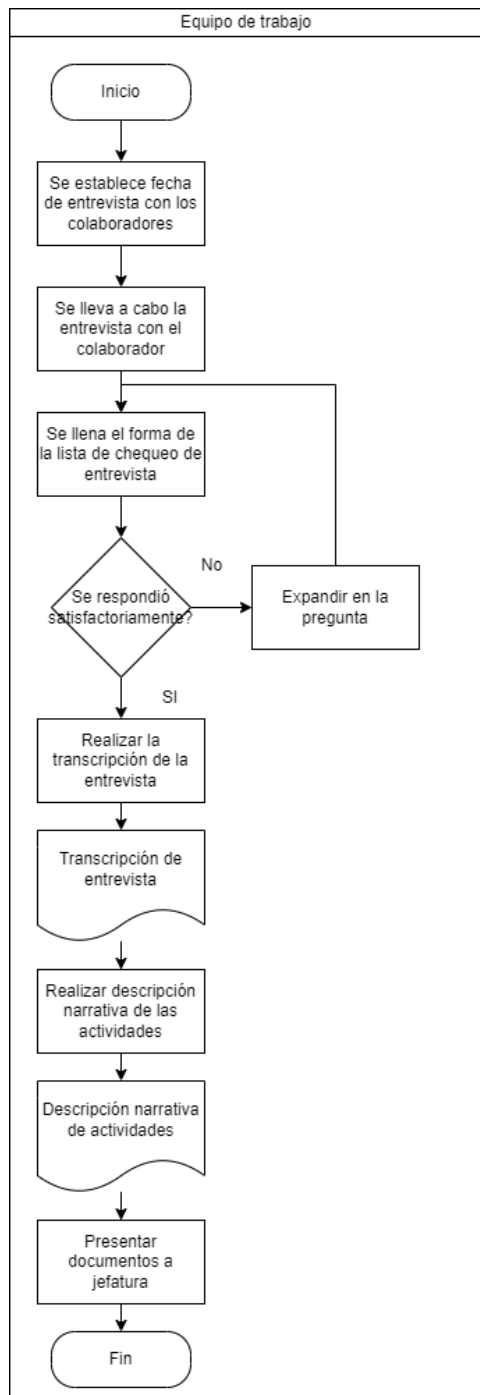 Equipo de trabajo
Inicio
Se establece fecha
de entrevista con los
colaboradores
Se lleva a cabo la
entrevista con el
colaborador
Se llena el forma de
la lista de chequeo de
entrevista
Se respondió
satisfactoriamente?
No
Expandir en la
pregunta
SI
Realizar la
transcripción de la
entrevista
Transcripción de
entrevista
Realizar descripción
narrativa de las
actividades
Descripción narrativa
de actividades
Presentar
documentos a
jefatura
Fin